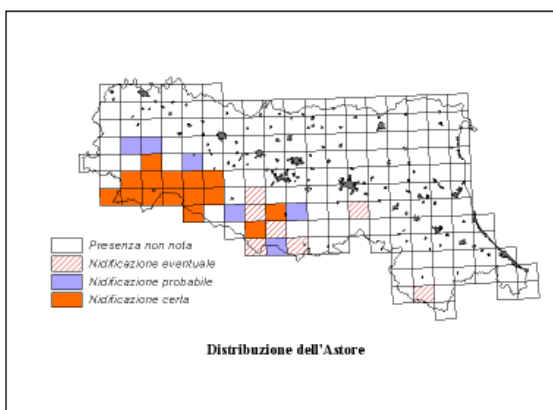 Presenza non nota
Nidificazione eventuale
Nidificazione probabile
Nidificazione certa
Distribuzione dell'Astore